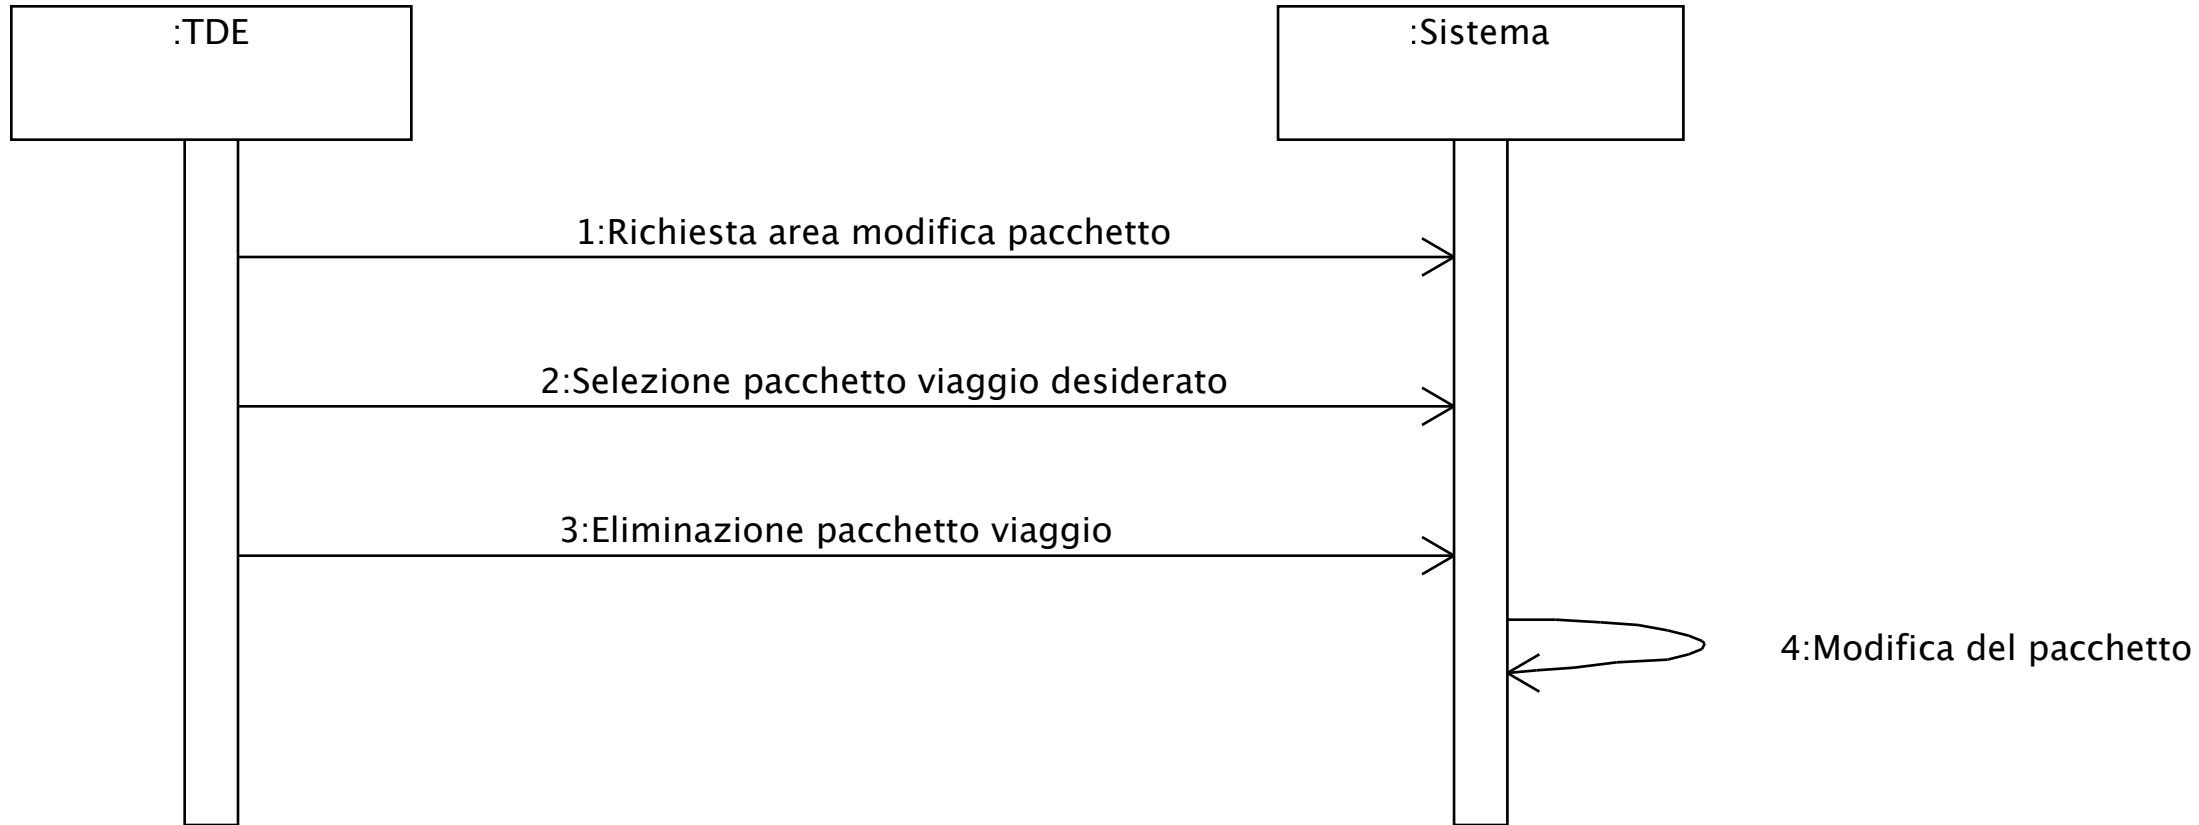 :TDE
:Sistema
1:Richiesta area modifica pacchetto
2:Selezione pacchetto viaggio desiderato
3:Eliminazione pacchetto viaggio
4:Modifica del pacchetto